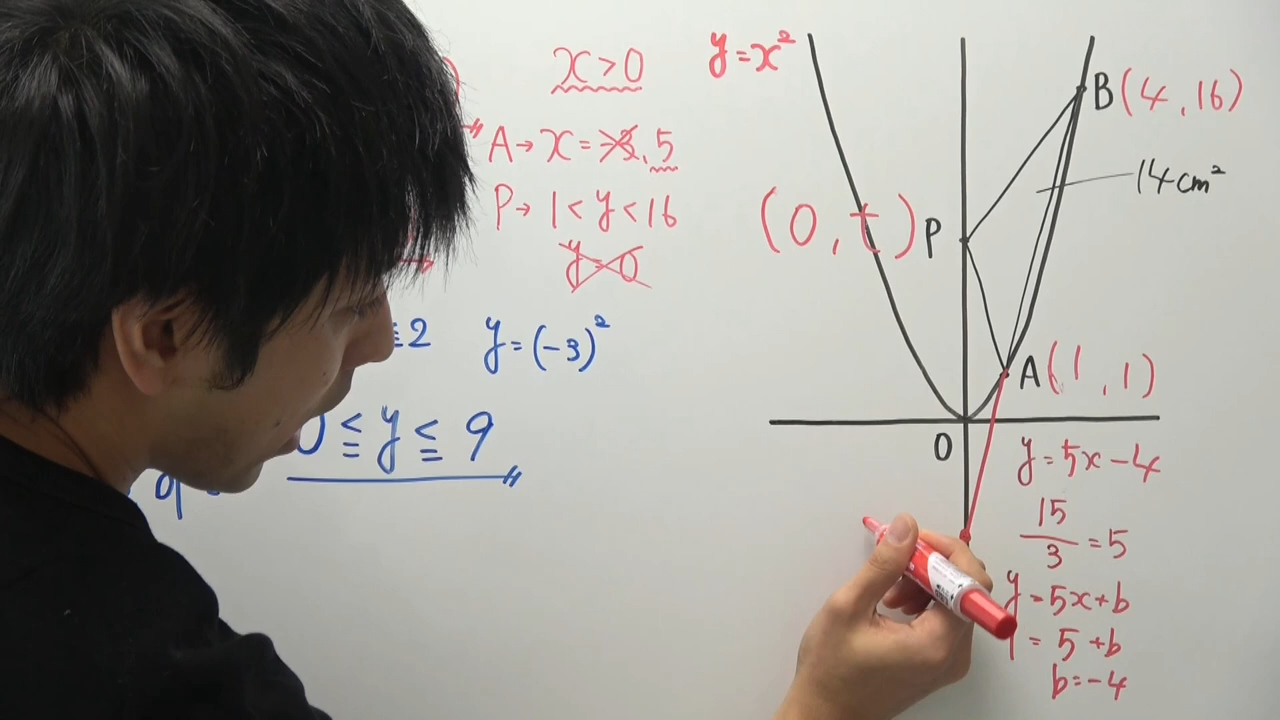 x>0
A→x=-3,5
P→1<y<16
y=0
≦2 y=(-3)²
0≦y≦9
a
y=x²
B(4,16)
14cm²
(0,t)P
A(1,1)
O
y=5x-4
15/3=5
y=5x+b
1=5+b
b=-4